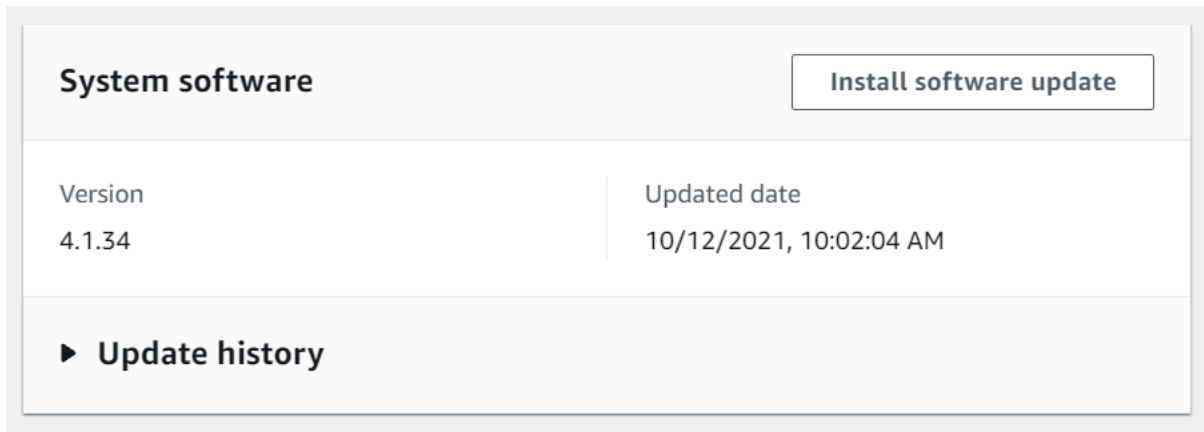 System software
Install software update
Version
4.1.34
Updated date
10/12/2021, 10:02:04 AM
Update history